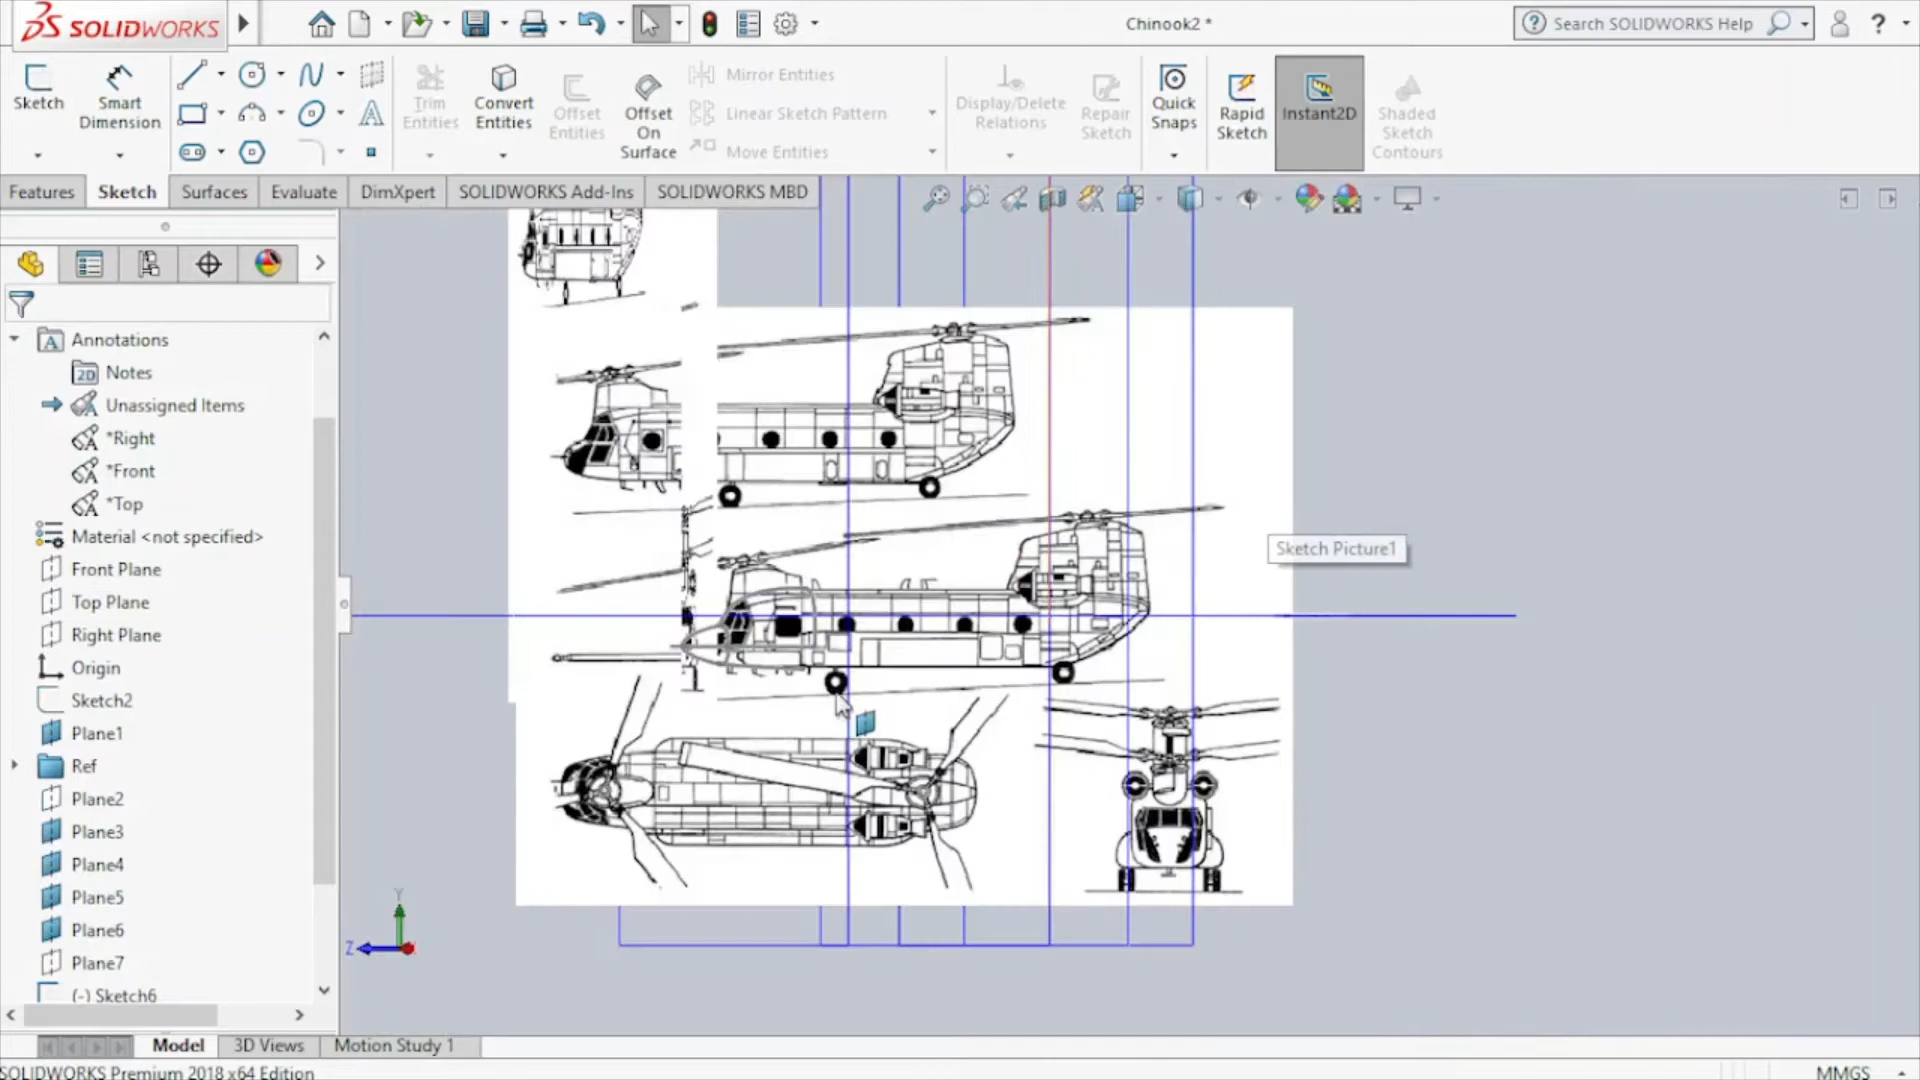 SOLIDWORKS
Chinook2 *
Search SOLIDWORKS Help
?
Sketch
Smart
Dimension
Trim
Entities
Convert
Entities
Offset
Entities
Offset
On
Surface
Mirror Entities
Linear Sketch Pattern
Move Entities
Display/Delete
Relations
Repair
Sketch
Quick
Snaps
Rapid
Sketch
Instant2D
Shaded
Sketch
Contours
Features
Sketch
Surfaces
Evaluate
DimXpert
SOLIDWORKS Add-Ins
SOLIDWORKS MBD
Annotations
Notes
Unassigned Items
*Right
*Front
*Top
Material <not specified>
Front Plane
Top Plane
Right Plane
Origin
Sketch2
Plane1
Ref
Plane2
Plane3
Plane4
Plane5
Plane6
Plane7
(-) Sketch6
Sketch Picture1
Y
Z
Model
3D Views
Motion Study 1
SOLIDWORKS Premium 2018 x64 Edition
MMGS